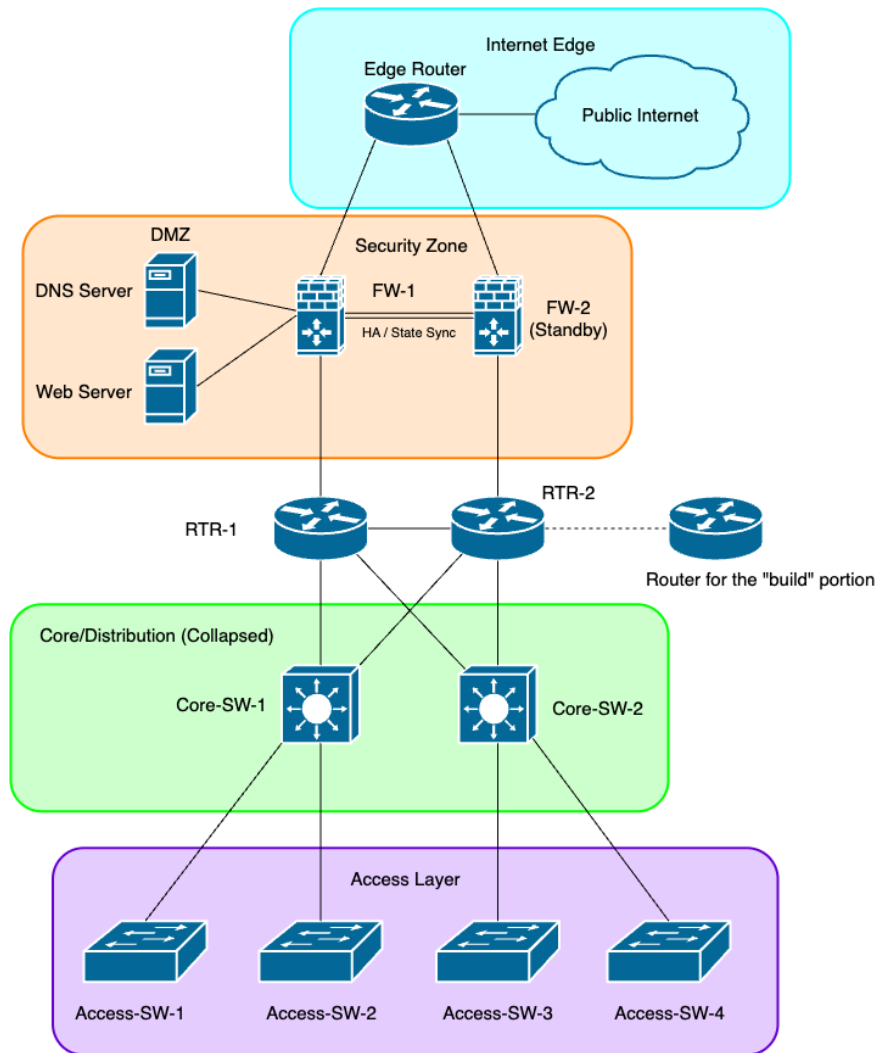 Internet Edge
Edge Router
Public Internet
DMZ
Security Zone
DNS Server
FW-1
FW-2
(Standby)
HA / State Sync
Web Server
RTR-1
RTR-2
Router for the "build" portion
Core/Distribution (Collapsed)
Core-SW-1
Core-SW-2
Access Layer
Access-SW-1
Access-SW-2
Access-SW-3
Access-SW-4